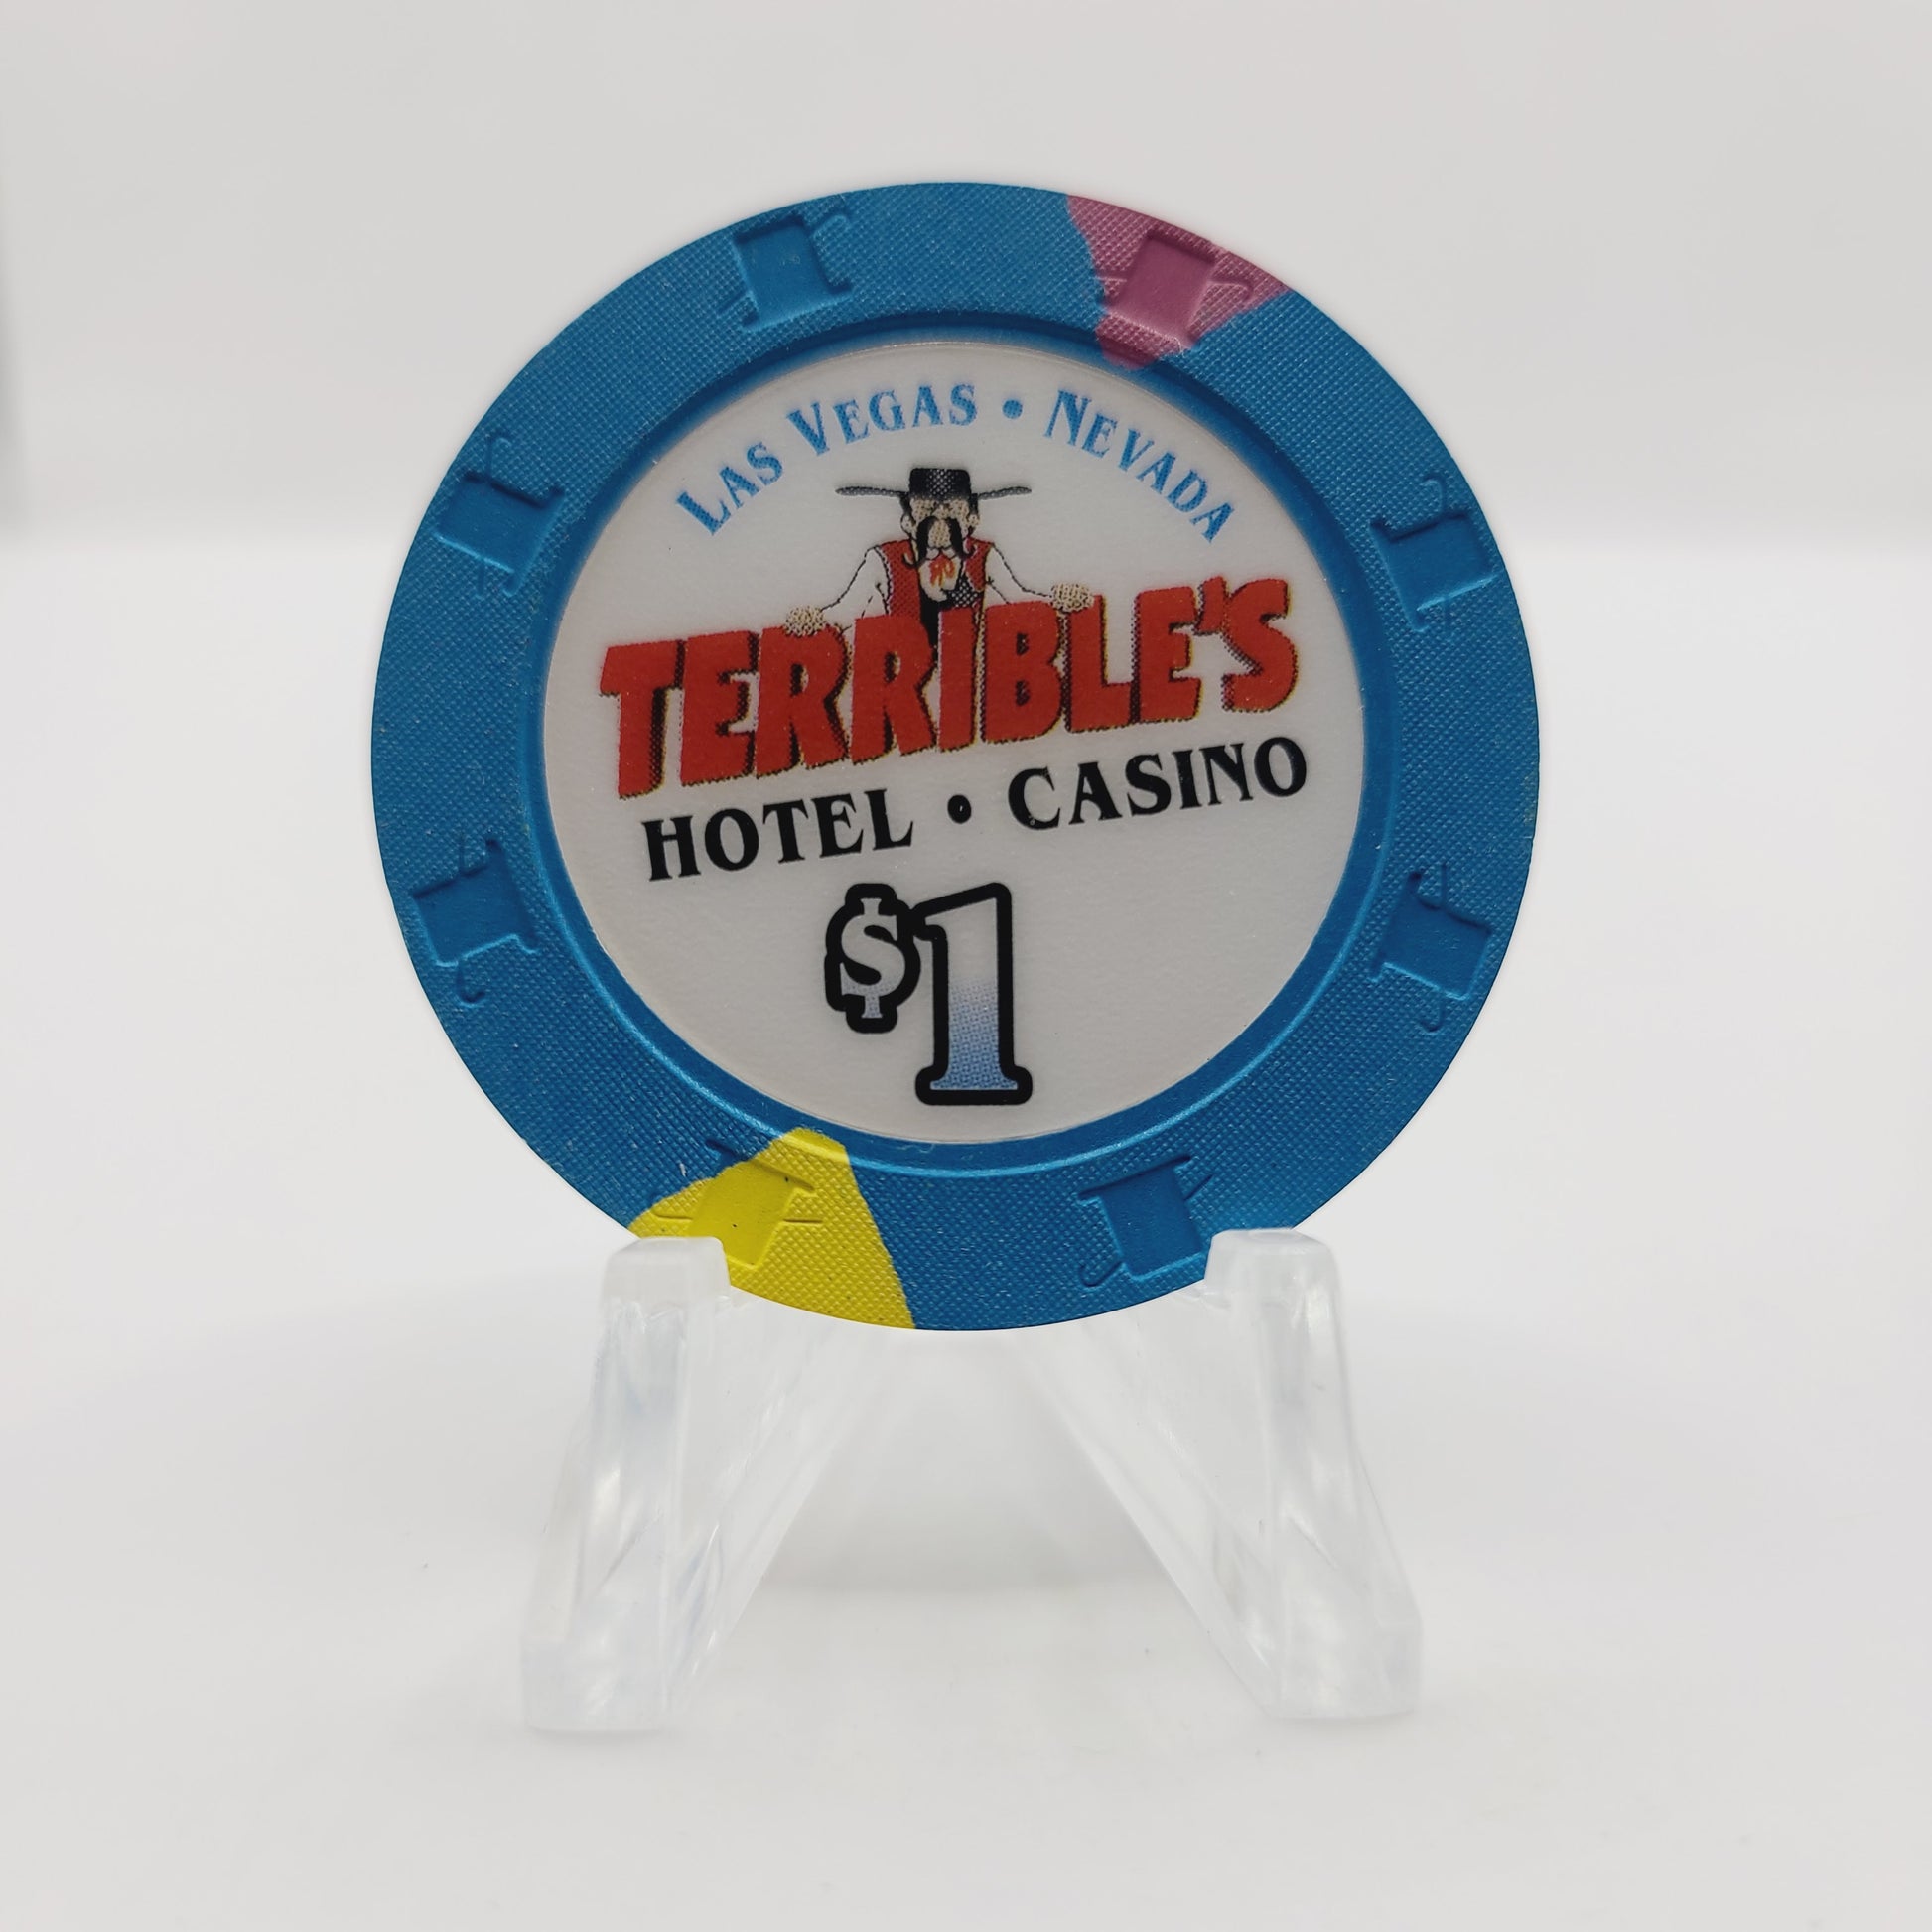 LAS VEGAS • NEVADA
TERRIBLE'S
HOTEL • CASINO
$1